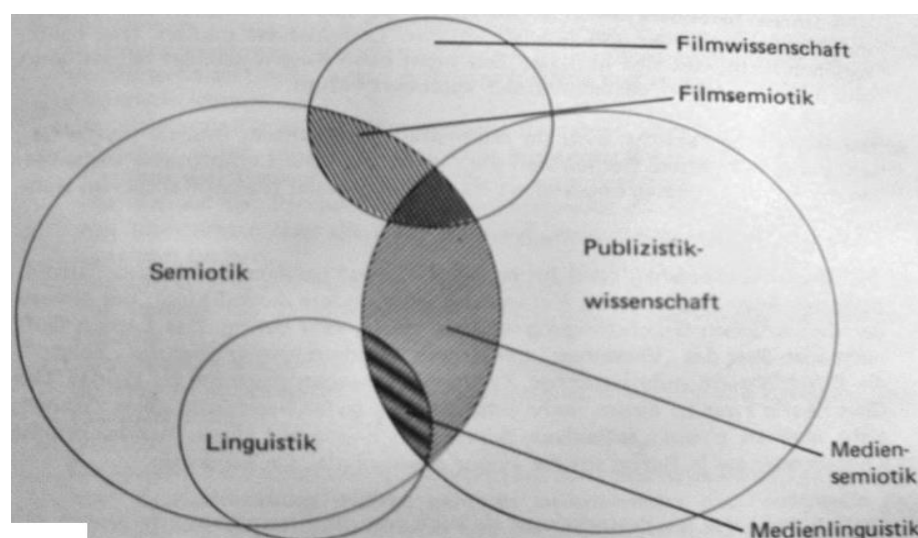 Filmwissenschaft
Filmsemiotik
Semiotik
Publizistik-
wissenschaft
Linguistik
Medien-
semiotik
Medienlinguistik